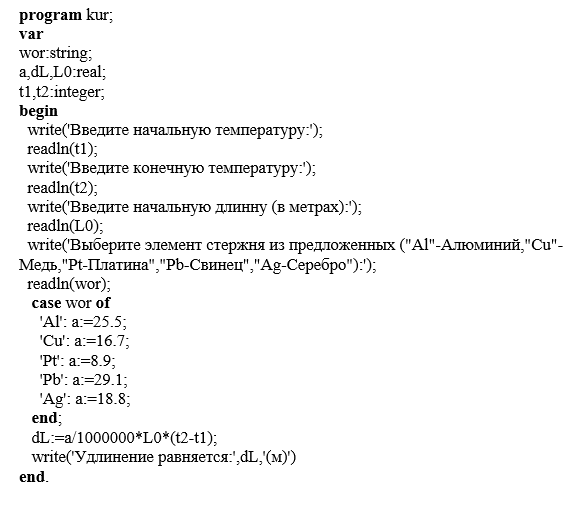 program kur;
var
wor:string;
a,dL,L0:real;
t1,t2:integer;
begin
write('Введите начальную температуру:');
readln(t1);
write('Введите конечную температуру:');
readln(t2);
write('Введите начальную длинну (в метрах):');
readln(L0);
write('Выберите элемент стержня из предложенных ("Al"-Алюминий,"Cu"-
Медь,"Pt-Платина","Pb-Свинец","Ag-Серебро"):');
readln(wor);
case wor of
'Al': a:=25.5;
'Cu': a:=16.7;
'Pt': a:=8.9;
'Pb': a:=29.1;
'Ag': a:=18.8;
end;
dL:=a/1000000*L0*(t2-t1);
write('Удлинение равняется:',dL,'(м)')
end.